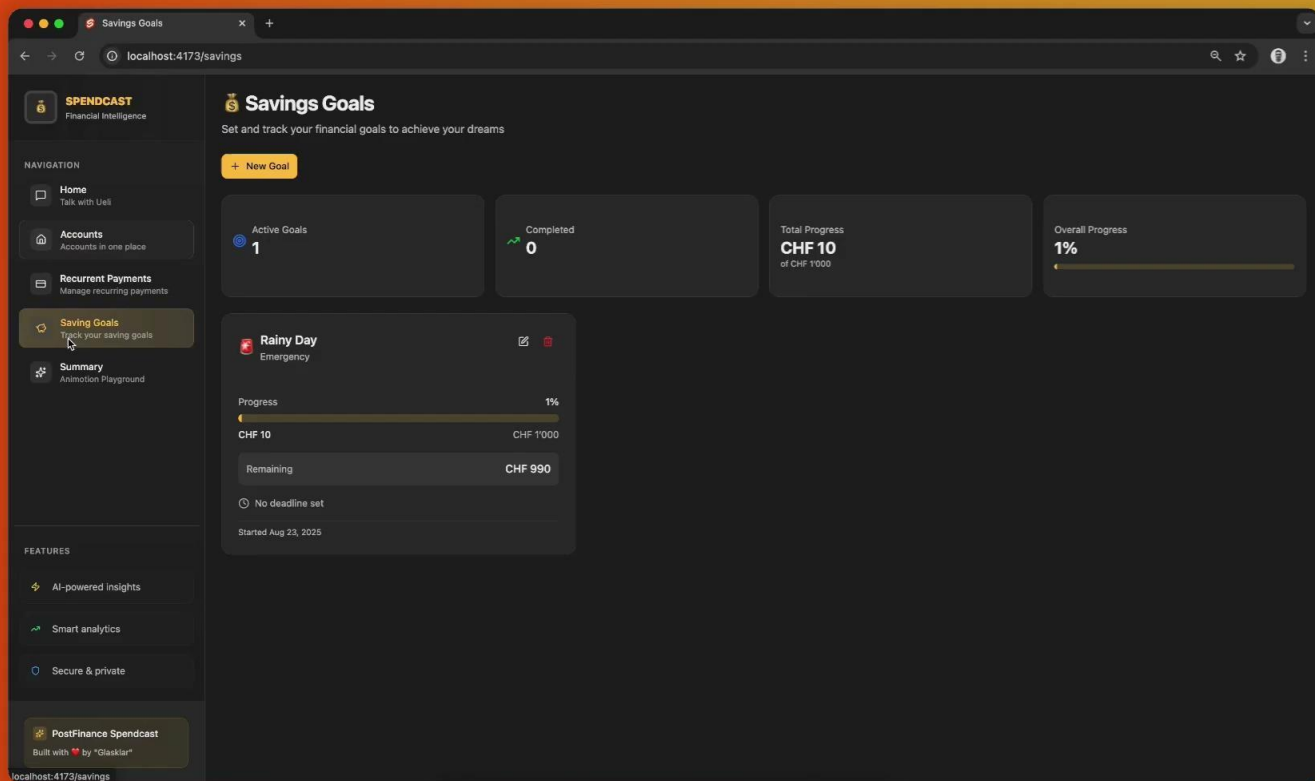 Savings Goals
localhost:4173/savings
SPENDCAST
Financial Intelligence
NAVIGATION
Home
Talk with Ueli
Accounts
Accounts in one place
Recurrent Payments
Manage recurring payments
Saving Goals
Track your saving goals
Summary
Animotion Playground
FEATURES
AI-powered insights
Smart analytics
Secure & private
PostFinance Spendcast
Built with ❤️ by "Glasklar"
localhost:4173/savings
💰 Savings Goals
Set and track your financial goals to achieve your dreams
+ New Goal
Active Goals
1
Completed
0
Total Progress
CHF 10
of CHF 1'000
Overall Progress
1%
Rainy Day
Emergency
Progress 1%
CHF 10 CHF 1'000
Remaining CHF 990
No deadline set
Started Aug 23, 2025